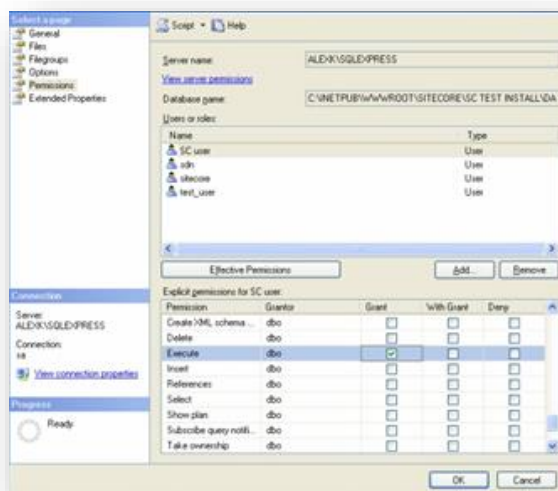 Select a page
General
Files
Filegroups
Options
Permissions
Extended Properties
Script Help
Server name: ALEXK\SQLEXPRESS
View server permissions
Database name: C:\INETPUB\WWWROOT\SITECORE\SC TEST INSTALL\DA
Users or roles:
Name Type
SC user User
sdn User
sitecore User
test_user User
Effective Permissions Add... Remove
Explicit permissions for SC user:
Permission Grantor Grant With Grant Deny
Create XML schema ... dbo
Delete dbo
Execute dbo
Insert dbo
References dbo
Select dbo
Show plan dbo
Subscribe query notifi... dbo
Take ownership dbo
Connection
Server:
ALEXK\SQLEXPRESS
Connection:
sa
View connection properties
Progress
Ready
OK Cancel